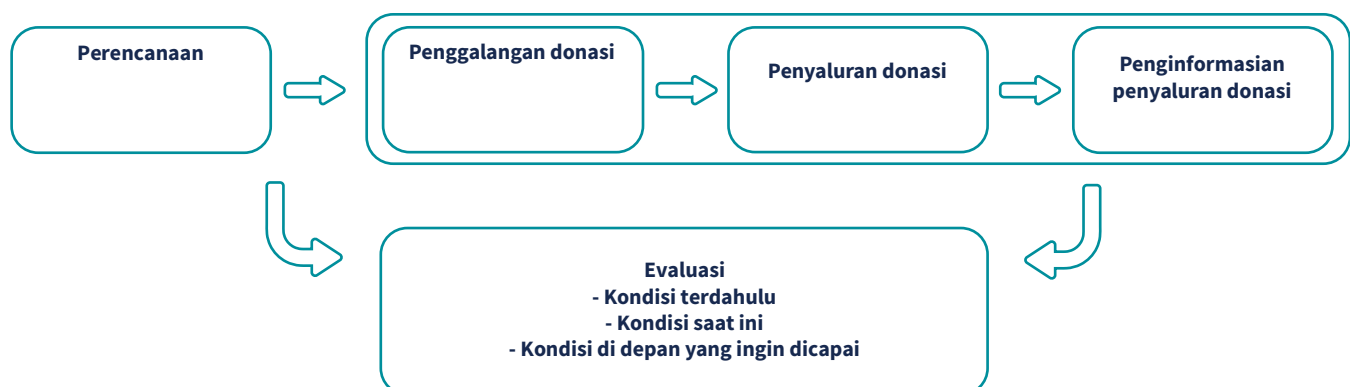 Perencanaan
Penggalangan donasi
Penyaluran donasi
Penginformasian
penyaluran donasi
Evaluasi
- Kondisi terdahulu
- Kondisi saat ini
- Kondisi di depan yang ingin dicapai